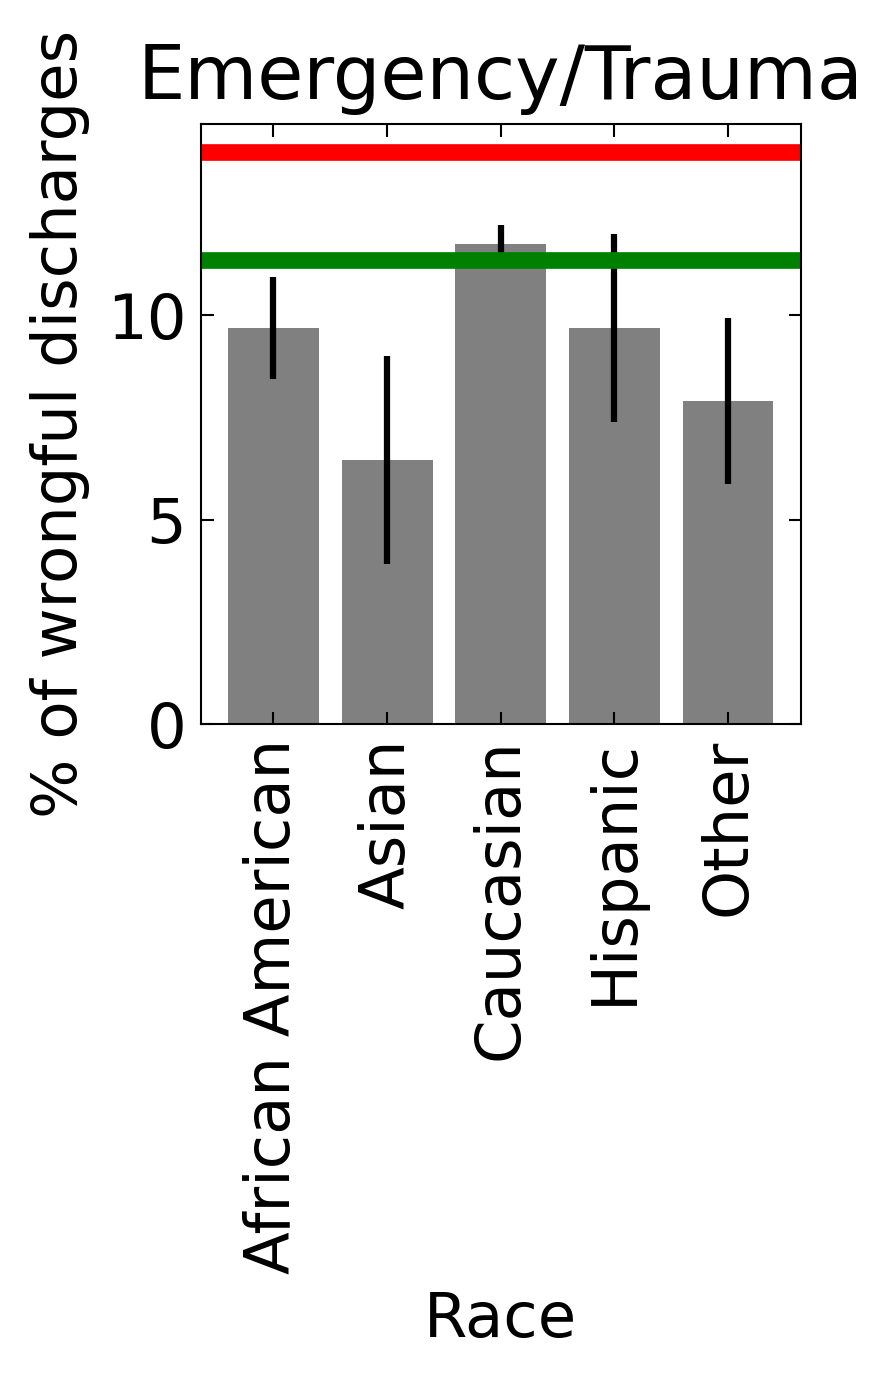 Emergency/Trauma
% of wrongful discharges
10
5
0
African American
Asian
Caucasian
Hispanic
Other
Race